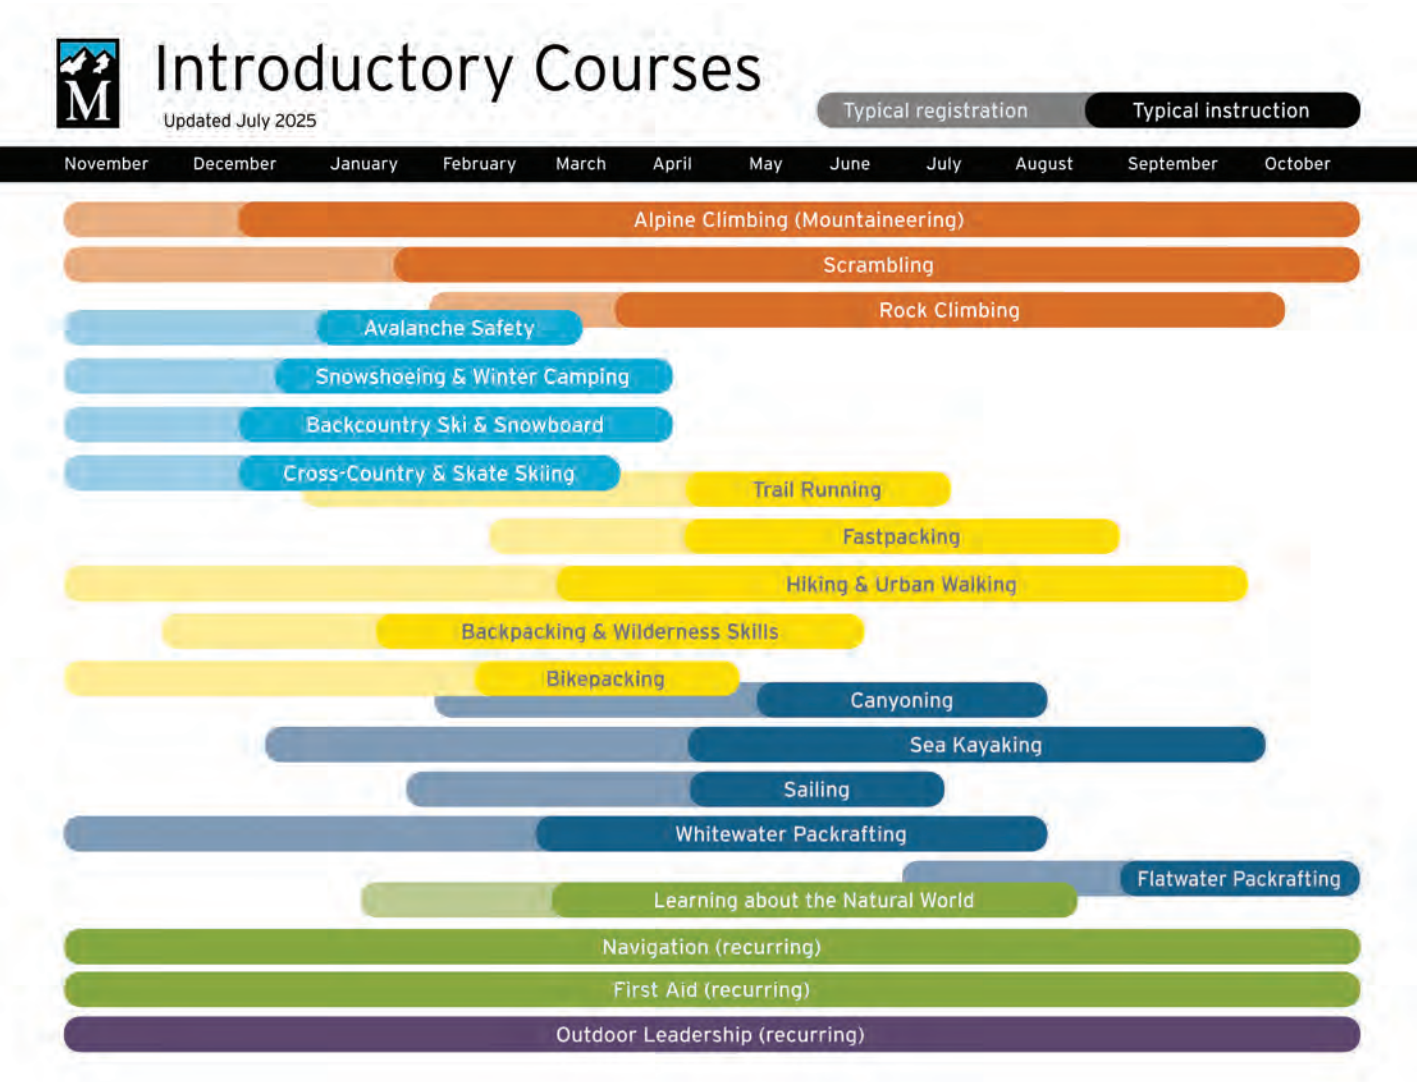 M
Introductory Courses
Updated July 2025
Typical registration
Typical instruction
November December January February March April May June July August September October
Alpine Climbing (Mountaineering)
Scrambling
Rock Climbing
Avalanche Safety
Snowshoeing & Winter Camping
Backcountry Ski & Snowboard
Cross-Country & Skate Skiing
Trail Running
Fastpacking
Hiking & Urban Walking
Backpacking & Wilderness Skills
Bikepacking
Canyoning
Sea Kayaking
Sailing
Whitewater Packrafting
Flatwater Packrafting
Learning about the Natural World
Navigation (recurring)
First Aid (recurring)
Outdoor Leadership (recurring)